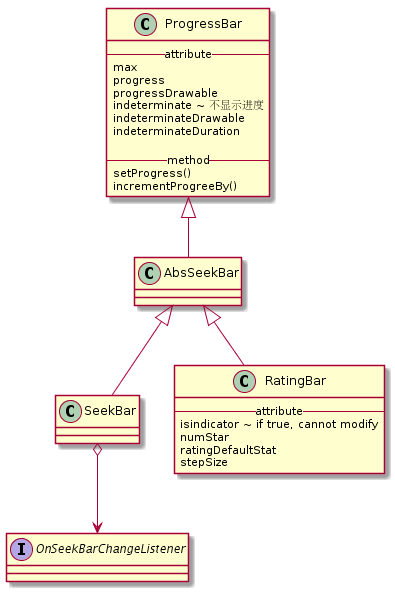 C ProgressBar
attribute
max
progress
progressDrawable
indeterminate ~ 不显示进度
indeterminateDrawable
indeterminateDuration
method
setProgress()
incrementProgreeBy()
C AbsSeekBar
C SeekBar
C RatingBar
attribute
isindicator ~ if true, cannot modify
numStar
ratingDefaultStat
stepSize
I OnSeekBarChangeListener